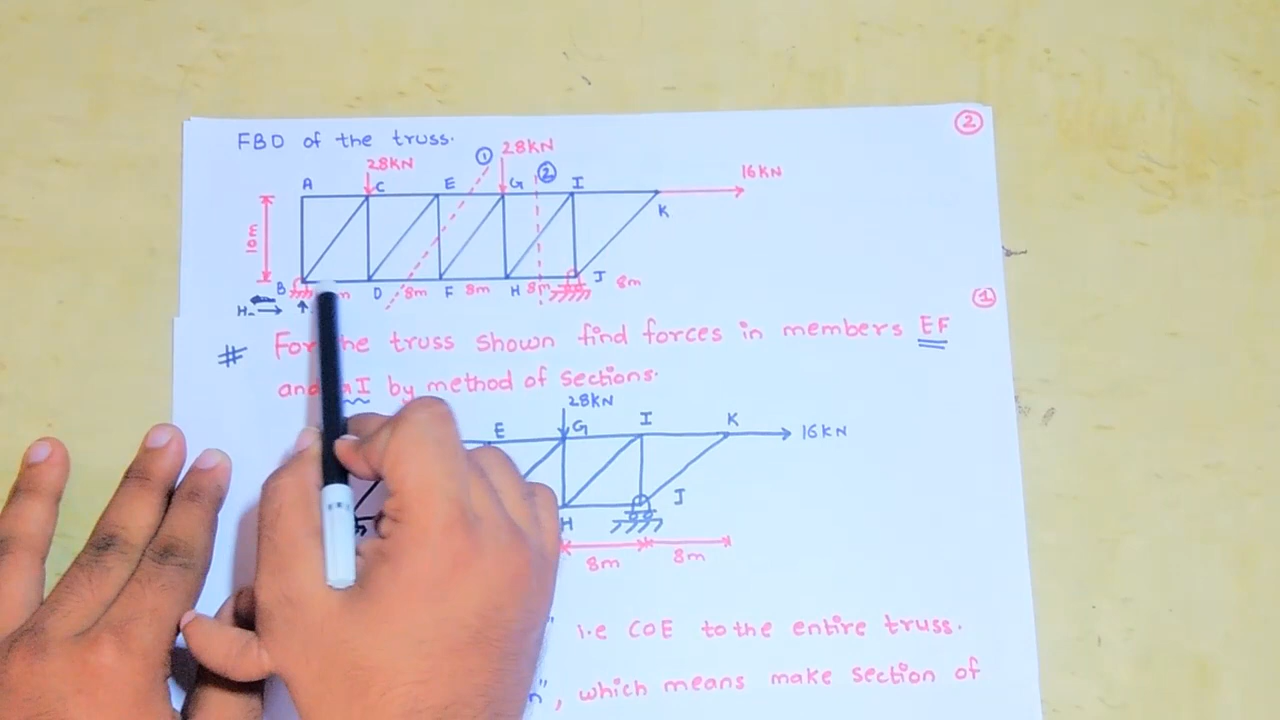 ②
FBD of the truss.
28KN
28KN
①
②
16KN
A C E G I
K
10m
B D F H J
8m 8m 8m 8m
①
# For the truss shown find forces in members EF
and GI by method of sections.
28KN
E G I K
16KN
H J
8m 8m
i.e COE to the entire truss.
", which means make section of